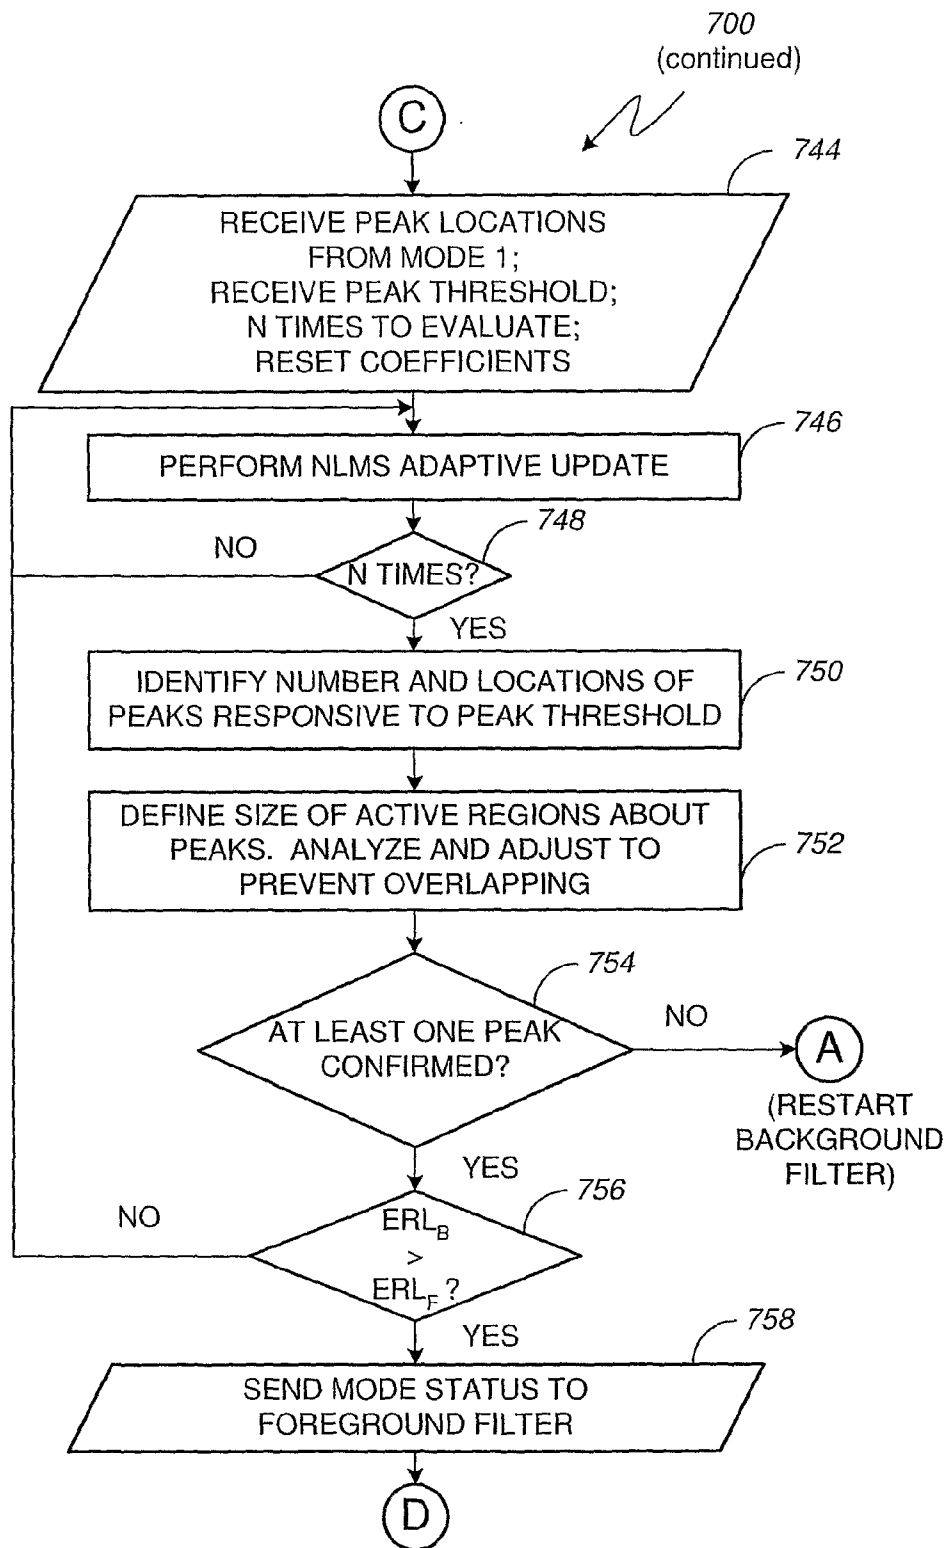 700
(continued)
C
744
RECEIVE PEAK LOCATIONS
FROM MODE 1;
RECEIVE PEAK THRESHOLD;
N TIMES TO EVALUATE;
RESET COEFFICIENTS
746
PERFORM NLMS ADAPTIVE UPDATE
748
NO
N TIMES?
YES
750
IDENTIFY NUMBER AND LOCATIONS OF
PEAKS RESPONSIVE TO PEAK THRESHOLD
752
DEFINE SIZE OF ACTIVE REGIONS ABOUT
PEAKS. ANALYZE AND ADJUST TO
PREVENT OVERLAPPING
754
AT LEAST ONE PEAK
CONFIRMED?
NO
A
(RESTART
BACKGROUND
FILTER)
YES
756
NO
ERL_B
>
ERL_F ?
YES
758
SEND MODE STATUS TO
FOREGROUND FILTER
D